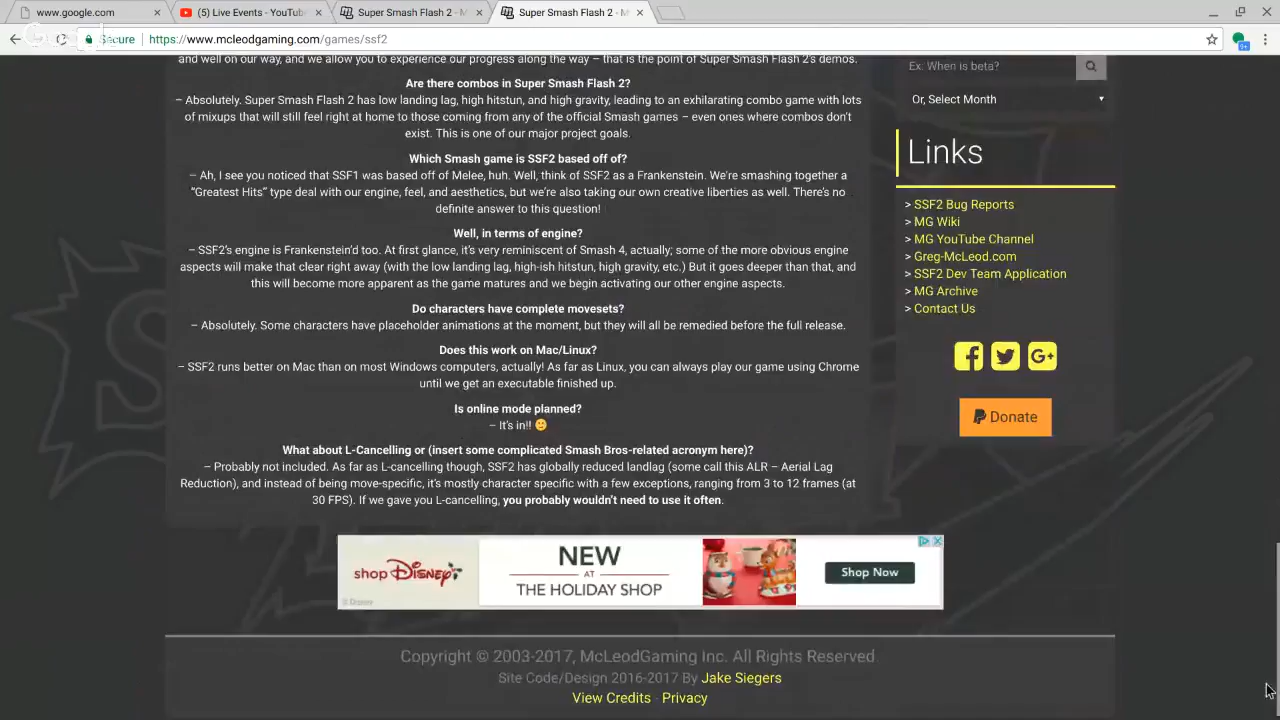 www.google.com
(5) Live Events - YouTube
Super Smash Flash 2 - M
Super Smash Flash 2 - M
Secure
https://www.mcleodgaming.com/games/ssf2
and well on our way, and we allow you to experience our progress along the way – that is the point of Super Smash Flash 2's demos.
Are there combos in Super Smash Flash 2?
– Absolutely. Super Smash Flash 2 has low landing lag, high hitstun, and high gravity, leading to an exhilarating combo game with lots
of mixups that will still feel right at home to those coming from any of the official Smash games – even ones where combos don't
exist. This is one of our major project goals.
Which Smash game is SSF2 based off of?
– Ah, I see you noticed that SSF1 was based off of Melee, huh. Well, think of SSF2 as a Frankenstein. We're smashing together a
“Greatest Hits” type deal with our engine, feel, and aesthetics, but we're also taking our own creative liberties as well. There's no
definite answer to this question!
Well, in terms of engine?
– SSF2's engine is Frankenstein'd too. At first glance, it's very reminiscent of Smash 4, actually; some of the more obvious engine
aspects will make that clear right away (with the low landing lag, high-ish hitstun, high gravity, etc.) But it goes deeper than that, and
this will become more apparent as the game matures and we begin activating our other engine aspects.
Do characters have complete movesets?
– Absolutely. Some characters have placeholder animations at the moment, but they will all be remedied before the full release.
Does this work on Mac/Linux?
– SSF2 runs better on Mac than on most Windows computers, actually! As far as Linux, you can always play our game using Chrome
until we get an executable finished up.
Is online mode planned?
– It's in!! 🙂
What about L-Cancelling or (insert some complicated Smash Bros-related acronym here)?
– Probably not included. As far as L-cancelling though, SSF2 has globally reduced landlag (some call this ALR – Aerial Lag
Reduction), and instead of being move-specific, it's mostly character specific with a few exceptions, ranging from 3 to 12 frames (at
30 FPS). If we gave you L-cancelling, you probably wouldn't need to use it often.
Ex: When is beta?
Or, Select Month
Links
> SSF2 Bug Reports
> MG Wiki
> MG YouTube Channel
> Greg-McLeod.com
> SSF2 Dev Team Application
> MG Archive
> Contact Us
G+
Donate
shop Disney
© Disney
NEW
AT
THE HOLIDAY SHOP
Shop Now
Copyright © 2003-2017, McLeodGaming Inc. All Rights Reserved.
Site Code/Design 2016-2017 By Jake Siegers
View Credits - Privacy